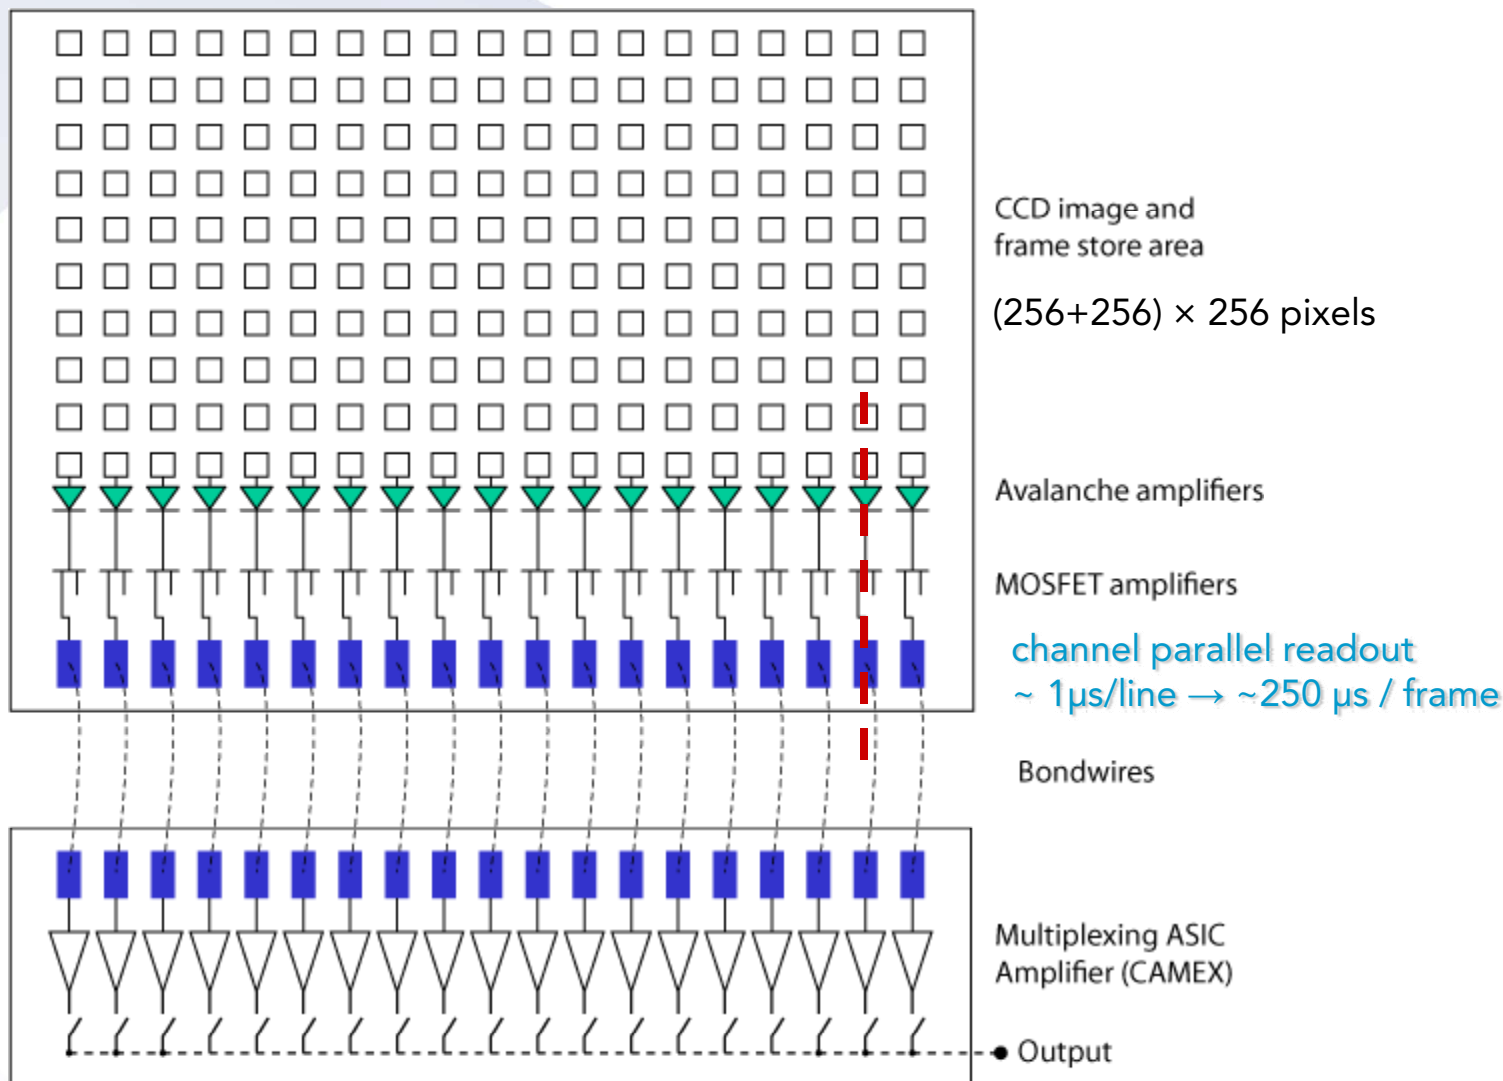 CCD image and
frame store area
(256+256) × 256 pixels
Avalanche amplifiers
MOSFET amplifiers
channel parallel readout
~ 1µs/line → ~250 µs / frame
Bondwires
Multiplexing ASIC
Amplifier (CAMEX)
Output